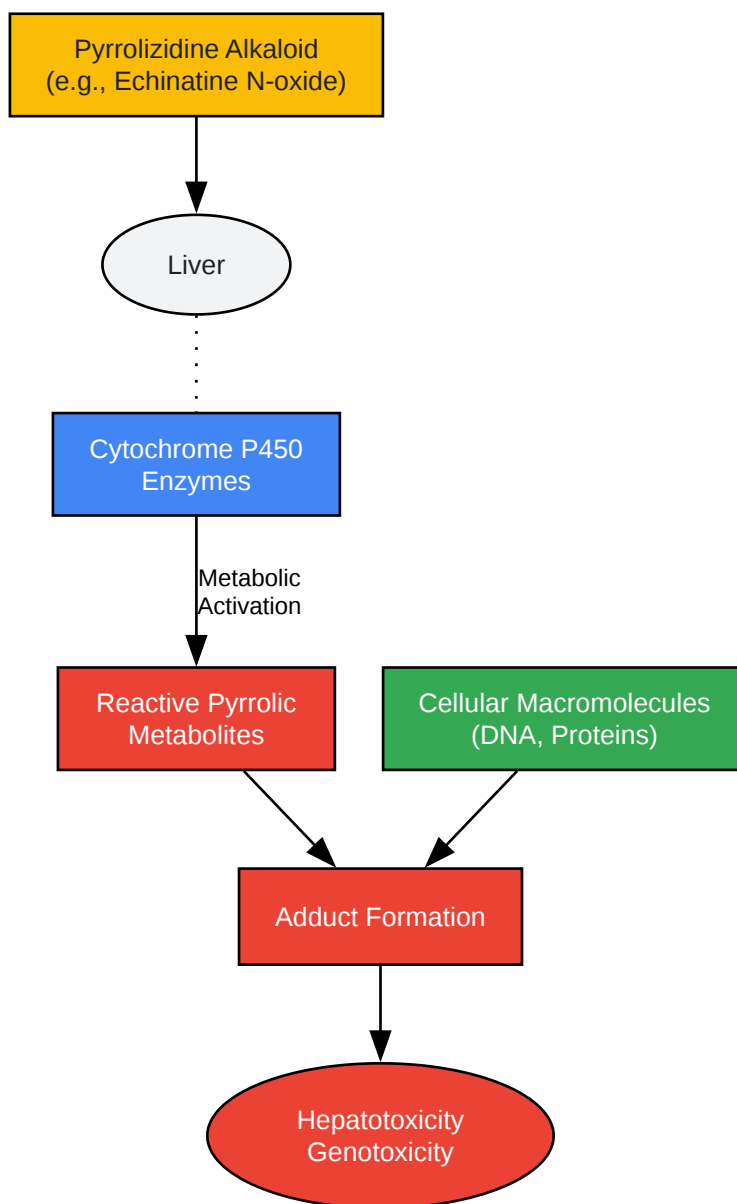 Pyrrolizidine Alkaloid
(e.g., Echinatine N-oxide)
Liver
Cytochrome P450
Enzymes
Metabolic
Activation
Reactive Pyrrolic
Metabolites
Cellular Macromolecules
(DNA, Proteins)
Adduct Formation
Hepatotoxicity
Genotoxicity